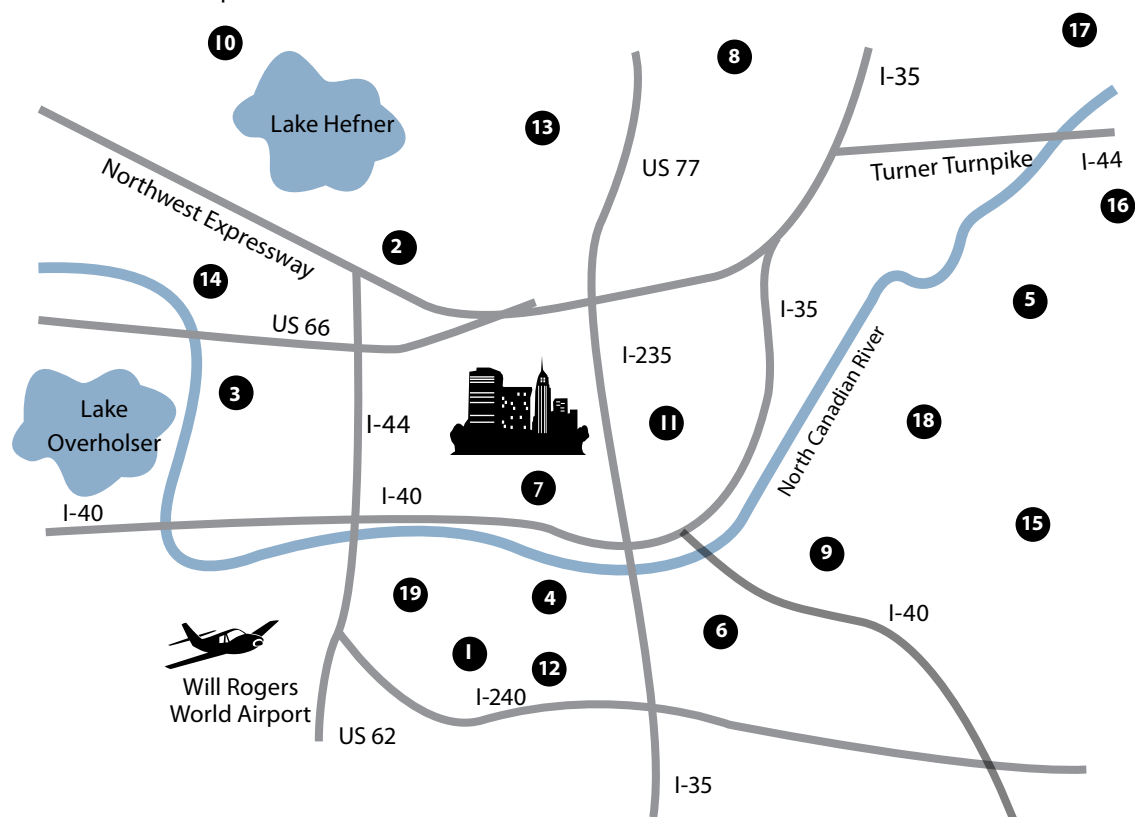 10
17
8
I-35
Lake Hefner
13
US 77
Turner Turnpike
I-44
Northwest Expressway
16
2
14
5
I-35
US 66
I-235
North Canadian River
3
Lake
Overholser
I-44
11
18
7
I-40
I-40
15
9
19
4
I-40
6
1
12
Will Rogers
World Airport
I-240
US 62
I-35